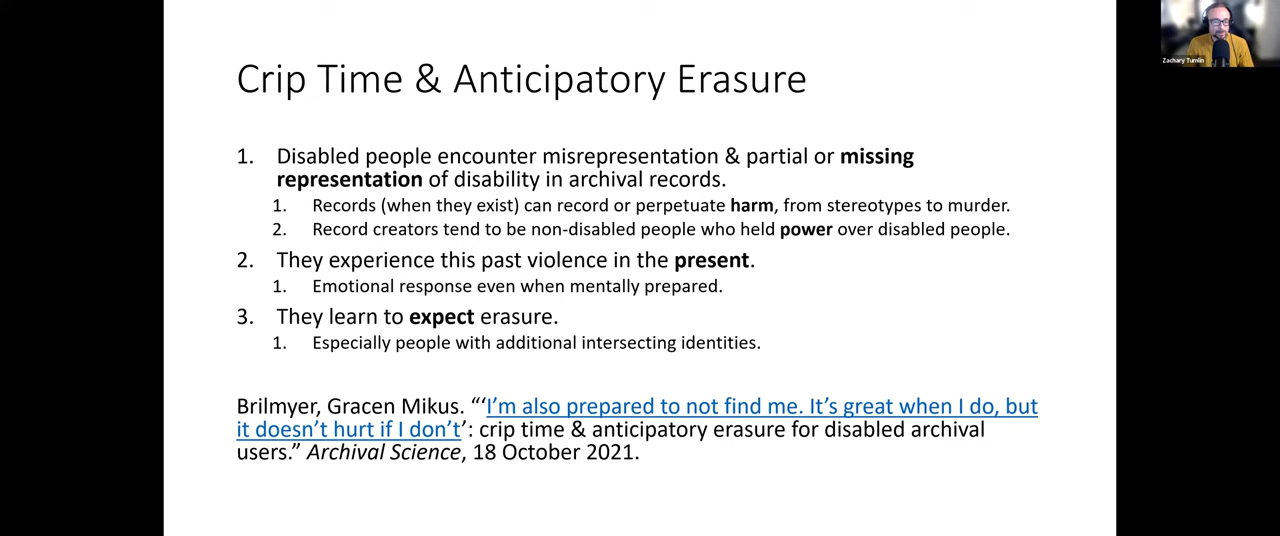 Crip Time & Anticipatory Erasure
Zachary Tumlin
1. Disabled people encounter misrepresentation & partial or missing
representation of disability in archival records.
1. Records (when they exist) can record or perpetuate harm, from stereotypes to murder.
2. Record creators tend to be non-disabled people who held power over disabled people.
2. They experience this past violence in the present.
1. Emotional response even when mentally prepared.
3. They learn to expect erasure.
1. Especially people with additional intersecting identities.
Brilmyer, Gracen Mikus. “‘I’m also prepared to not find me. It’s great when I do, but
it doesn’t hurt if I don’t’: crip time & anticipatory erasure for disabled archival
users.” Archival Science, 18 October 2021.